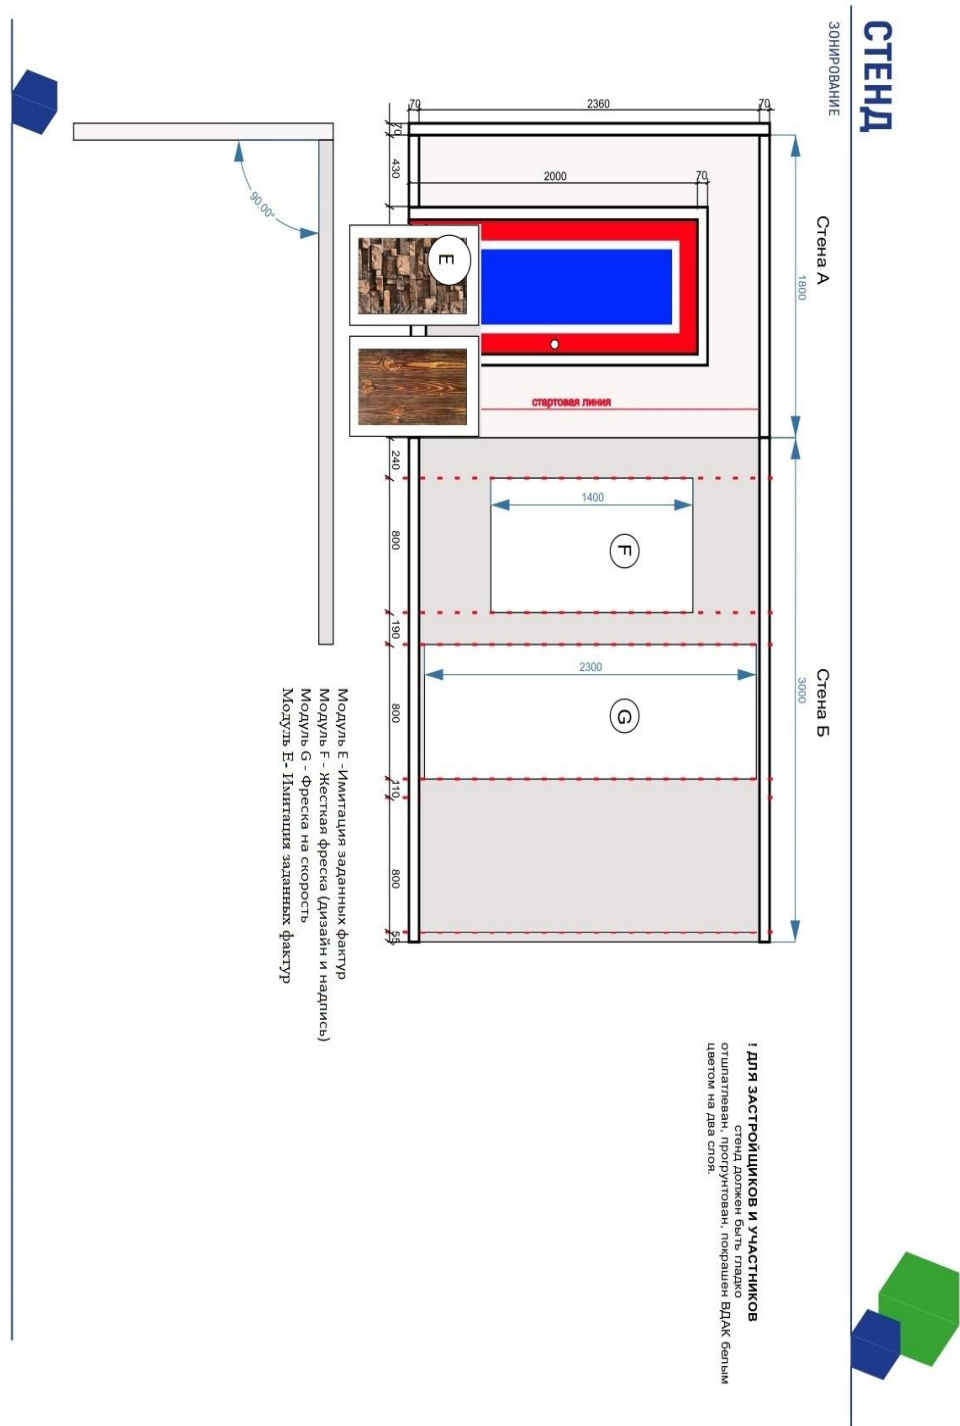 СТЕНД
ЗОНИРОВАНИЕ
Стена А
Стена Б
1800
3000
70
2360
70
70
430
2000
70
E
стартовая линия
240
800
190
800
110
800
55
1400
F
2300
G
90.00°
Модуль Е -Имитация заданных фактур
Модуль F - Жесткая фреска (дизайн и надпись)
Модуль G - Фреска на скорость
Модуль Е- Имитация заданных фактур
! ДЛЯ ЗАСТРОЙЩИКОВ И УЧАСТНИКОВ
стенд должен быть гладко
отшпатлеван, прогрунтован, покрашен ВДАК белым
цветом на два слоя.